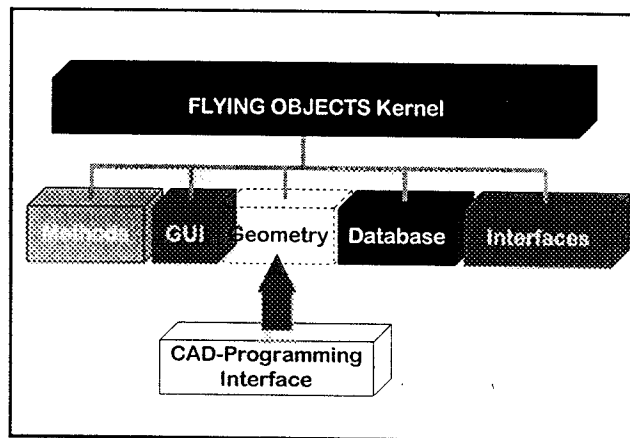 FLYING OBJECTS Kernel
Methods
GUI
Geometry
Database
Interfaces
CAD-Programming
Interface